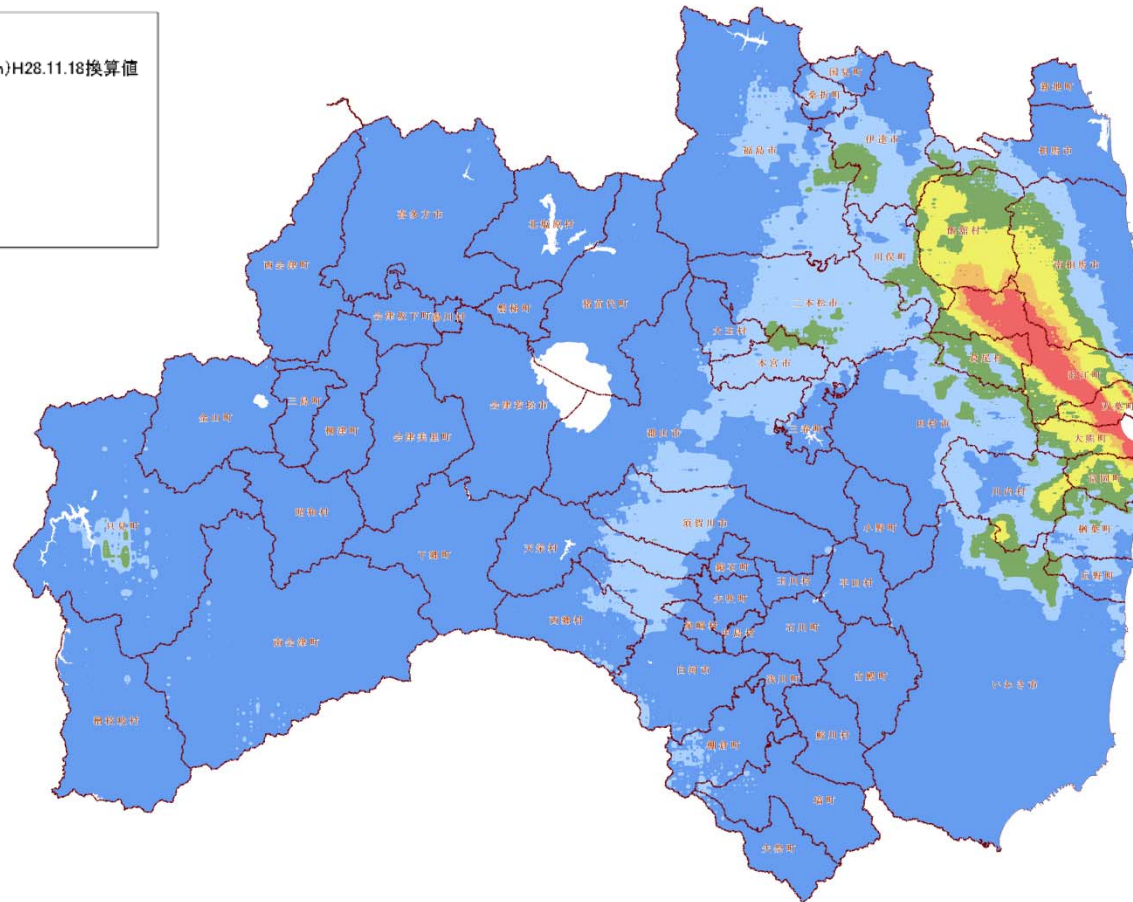 )H28.11.18換算値
新地町
国見町
桑折町
相馬市
伊達市
福島市
喜多方市
北塩原村
飯舘村
川俣町
南相馬市
西会津町
猪苗代町
磐梯町
二本松市
会津坂下町
湯川村
大玉村
葛尾村
本宮市
浪江町
三島町
会津若松市
双葉町
金山町
柳津町
会津美里町
郡山市
三春町
田村市
大熊町
富岡町
川内村
昭和村
須賀川市
只見町
小野町
楢葉町
天栄村
下郷町
鏡石町
玉川村
平田村
広野町
矢吹町
西郷村
泉崎村
中島村
石川町
南会津町
白河市
浅川町
古殿町
いわき市
檜枝岐村
鮫川村
棚倉町
塙町
矢祭町